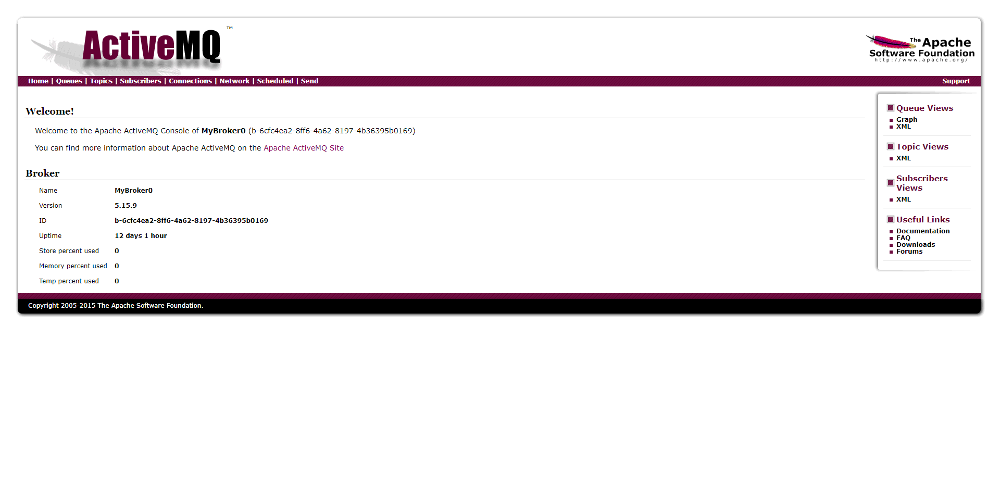 ActiveMQ ™
The Apache
Software Foundation
http://www.apache.org/
Home | Queues | Topics | Subscribers | Connections | Network | Scheduled | Send
Support
Welcome!
Welcome to the Apache ActiveMQ Console of MyBroker0 (b-6cfc4ea2-8ff6-4a62-8197-4b36395b0169)
You can find more information about Apache ActiveMQ on the Apache ActiveMQ Site
Broker
Name MyBroker0
Version 5.15.9
ID b-6cfc4ea2-8ff6-4a62-8197-4b36395b0169
Uptime 12 days 1 hour
Store percent used 0
Memory percent used 0
Temp percent used 0
Queue Views
Graph
XML
Topic Views
XML
Subscribers
Views
XML
Useful Links
Documentation
FAQ
Downloads
Forums
Copyright 2005-2015 The Apache Software Foundation.